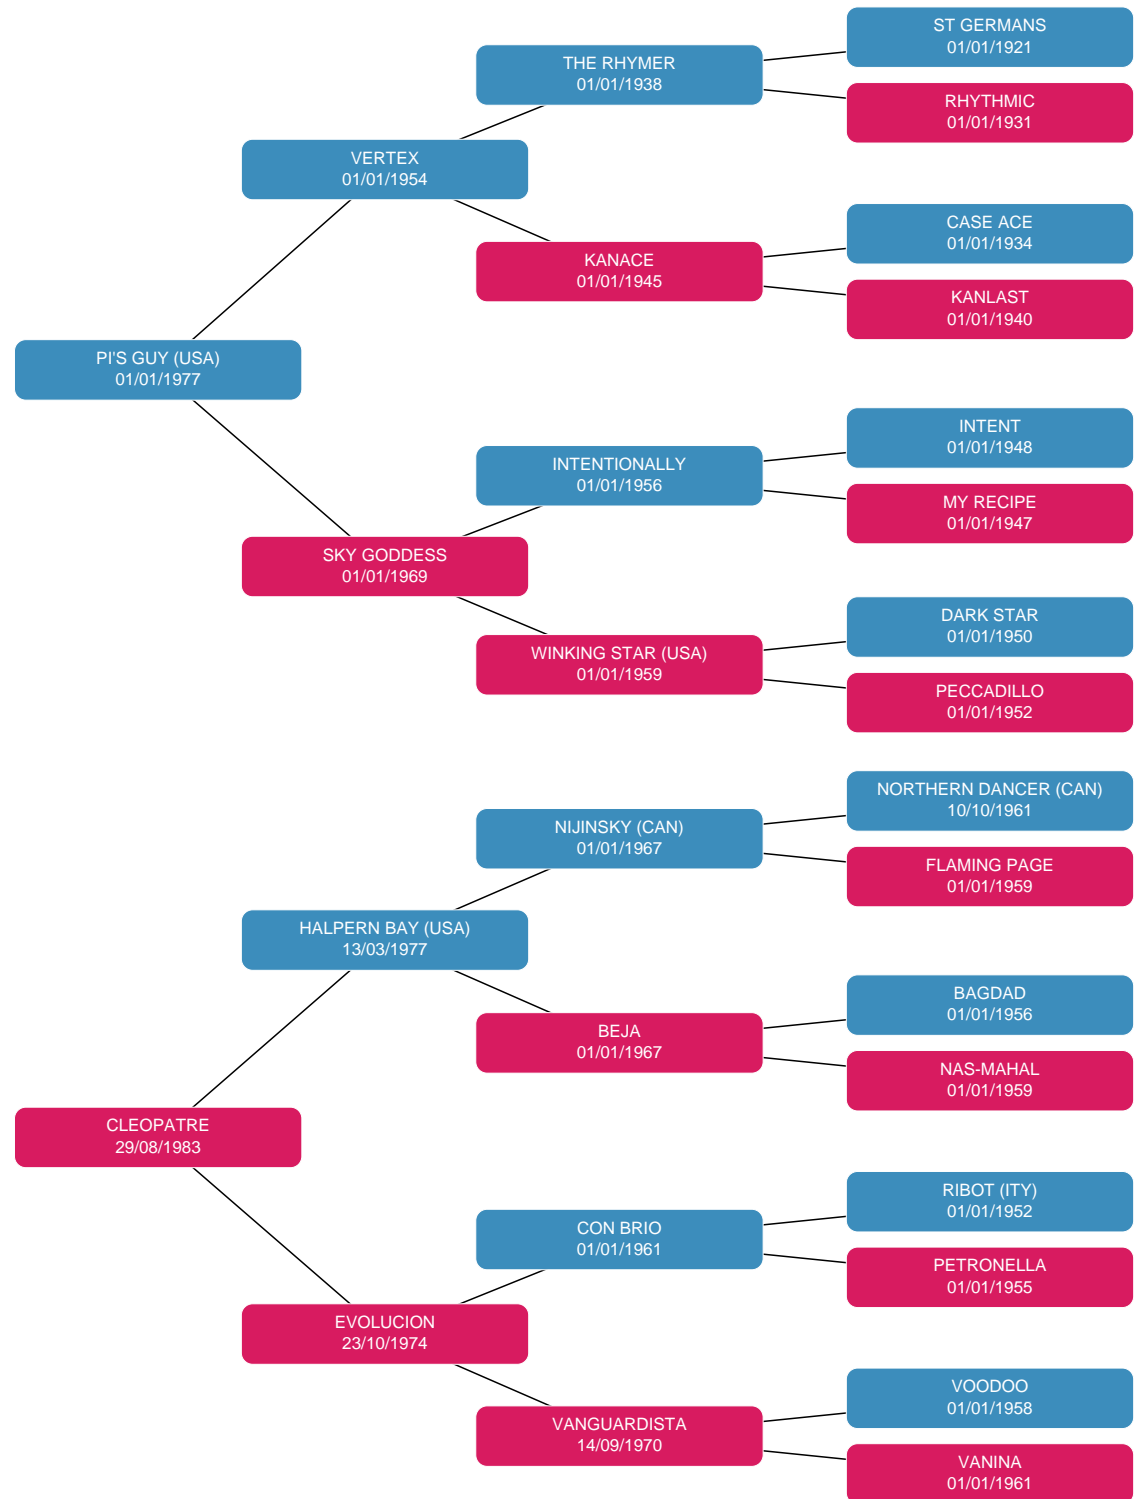 ST GERMANS
01/01/1921
THE RHYMER
01/01/1938
RHYTHMIC
01/01/1931
VERTEX
01/01/1954
CASE ACE
01/01/1934
KANACE
01/01/1945
KANLAST
01/01/1940
PI'S GUY (USA)
01/01/1977
INTENT
01/01/1948
INTENTIONALLY
01/01/1956
MY RECIPE
01/01/1947
SKY GODDESS
01/01/1969
DARK STAR
01/01/1950
WINKING STAR (USA)
01/01/1959
PECCADILLO
01/01/1952
NORTHERN DANCER (CAN)
10/10/1961
NIJINSKY (CAN)
01/01/1967
FLAMING PAGE
01/01/1959
HALPERN BAY (USA)
13/03/1977
BAGDAD
01/01/1956
BEJA
01/01/1967
NAS-MAHAL
01/01/1959
CLEOPATRE
29/08/1983
RIBOT (ITY)
01/01/1952
CON BRIO
01/01/1961
PETRONELLA
01/01/1955
EVOLUCION
23/10/1974
VOODOO
01/01/1958
VANGUARDISTA
14/09/1970
VANINA
01/01/1961